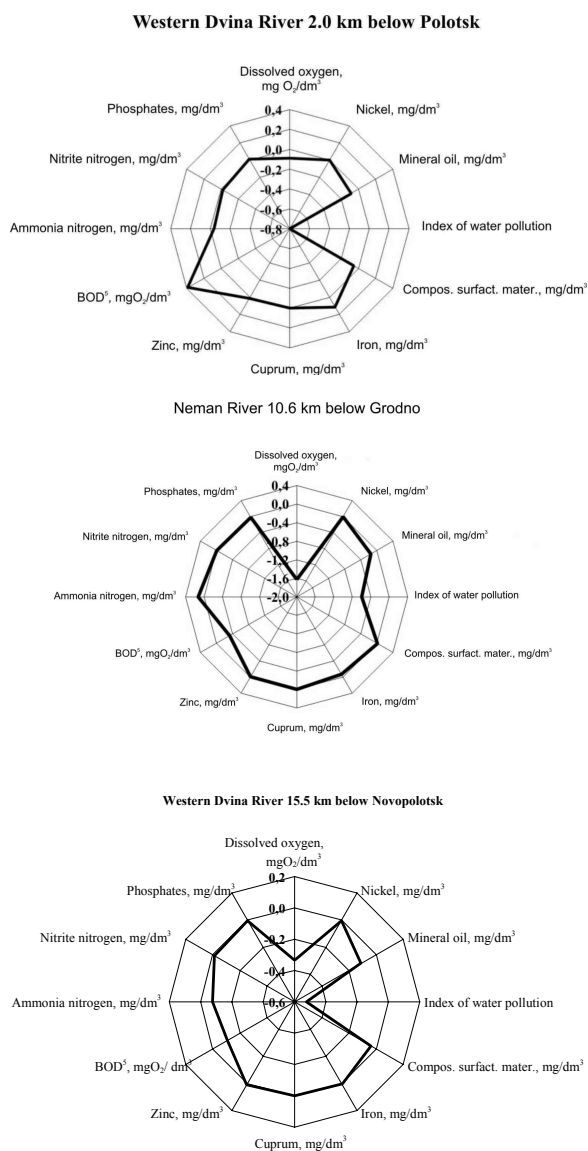 Western Dvina River 2.0 km below Polotsk
Dissolved oxygen,
mg O₂/dm³
Phosphates, mg/dm³
0,4
Nickel, mg/dm³
0,2
Nitrite nitrogen, mg/dm³
0,0
Mineral oil, mg/dm³
-0,2
-0,4
-0,6
Ammonia nitrogen, mg/dm³
-0,8
Index of water pollution
BOD⁵, mgO₂/dm³
Compos. surfact. mater., mg/dm³
Zinc, mg/dm³
Iron, mg/dm³
Cuprum, mg/dm³
Neman River 10.6 km below Grodno
Dissolved oxygen,
mgO₂/dm³
Phosphates, mg/dm³
0,4
Nickel, mg/dm³
0,0
-0,4
Nitrite nitrogen, mg/dm³
-0,8
Mineral oil, mg/dm³
-1,2
-1,6
Ammonia nitrogen, mg/dm³
-2,0
Index of water pollution
BOD⁵, mgO₂/dm³
Compos. surfact. mater., mg/dm³
Zinc, mg/dm³
Iron, mg/dm³
Cuprum, mg/dm³
Western Dvina River 15.5 km below Novopolotsk
Dissolved oxygen,
mgO₂/dm³
0,2
Phosphates, mg/dm³
Nickel, mg/dm³
0,0
Nitrite nitrogen, mg/dm³
-0,2
Mineral oil, mg/dm³
-0,4
Ammonia nitrogen, mg/dm³
-0,6
Index of water pollution
BOD⁵, mgO₂/ dm³
Compos. surfact. mater., mg/dm³
Zinc, mg/dm³
Iron, mg/dm³
Cuprum, mg/dm³